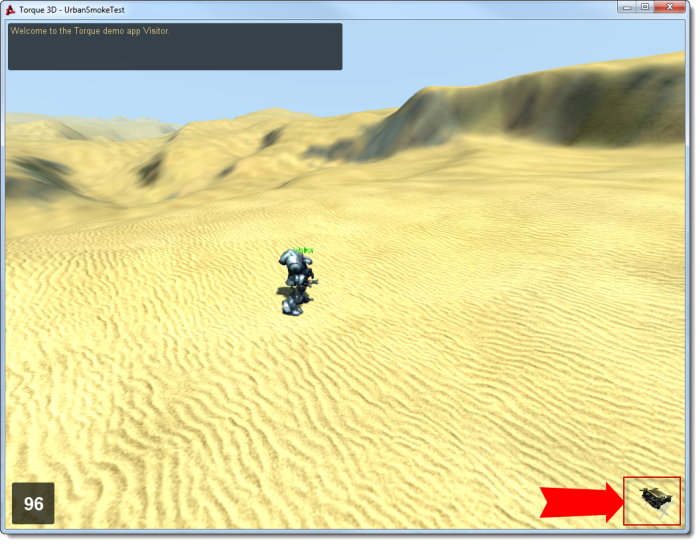 Torque 3D - UrbanSmokeTest
Welcome to the Torque demo app Visitor.
96